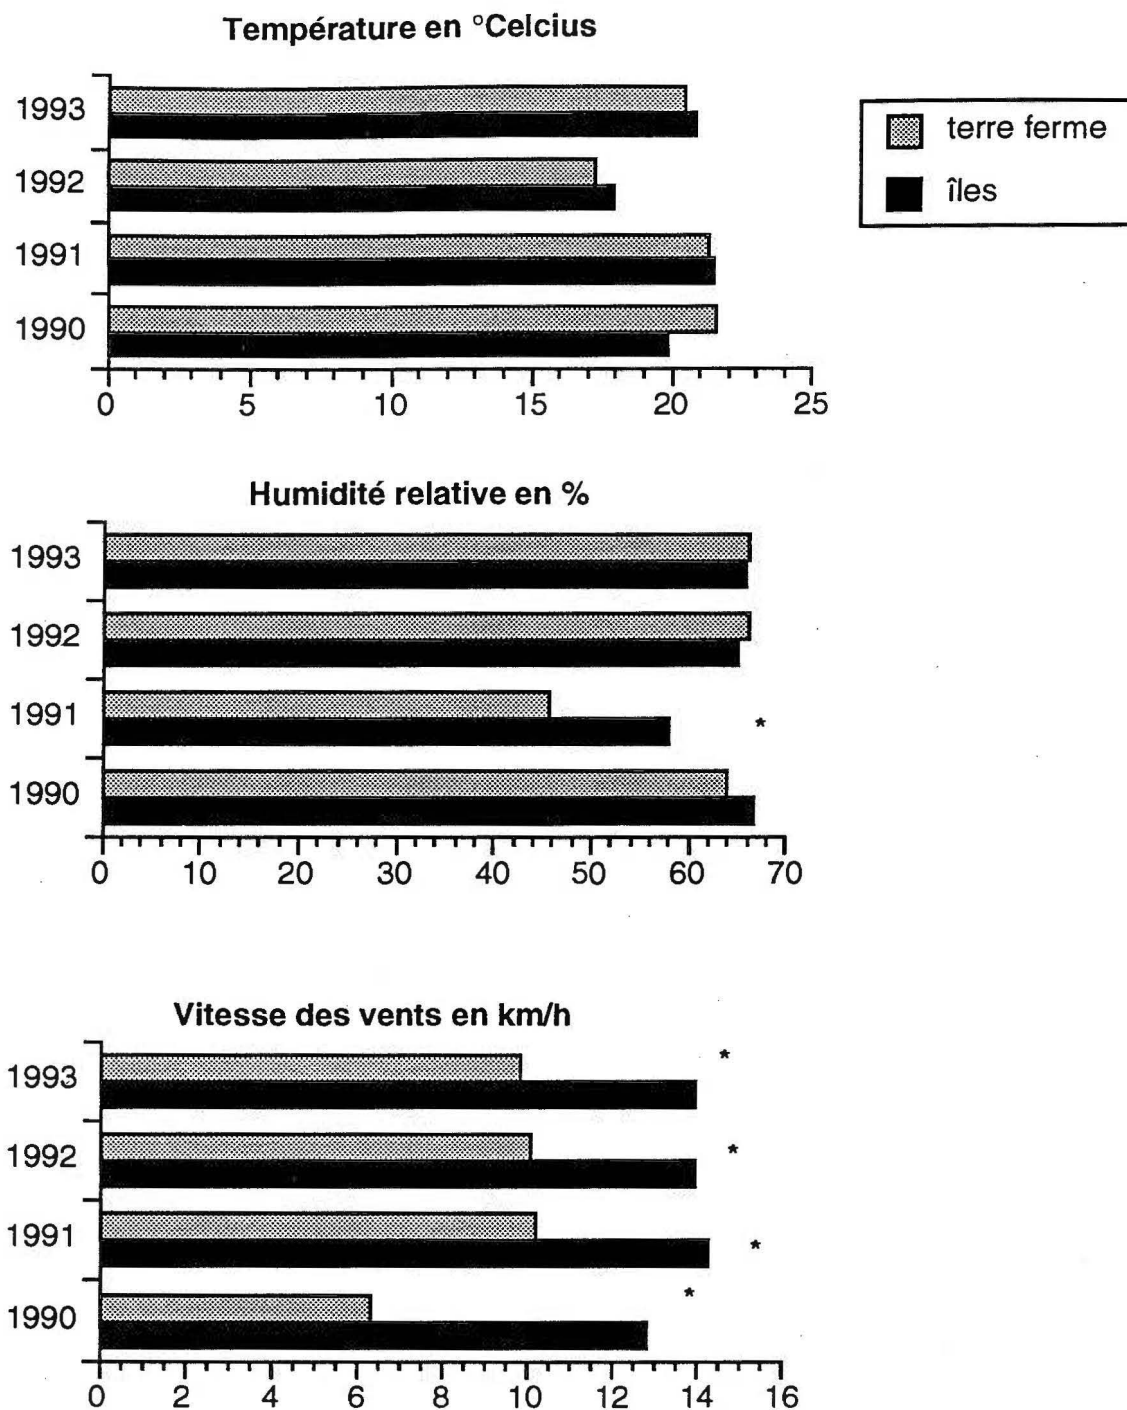 Température en °Celcius
1993
1992
1991
1990
0 5 10 15 20 25
terre ferme
îles
Humidité relative en %
1993
1992
1991
*
1990
0 10 20 30 40 50 60 70
Vitesse des vents en km/h
*
1993
*
1992
1991
*
*
1990
0 2 4 6 8 10 12 14 16